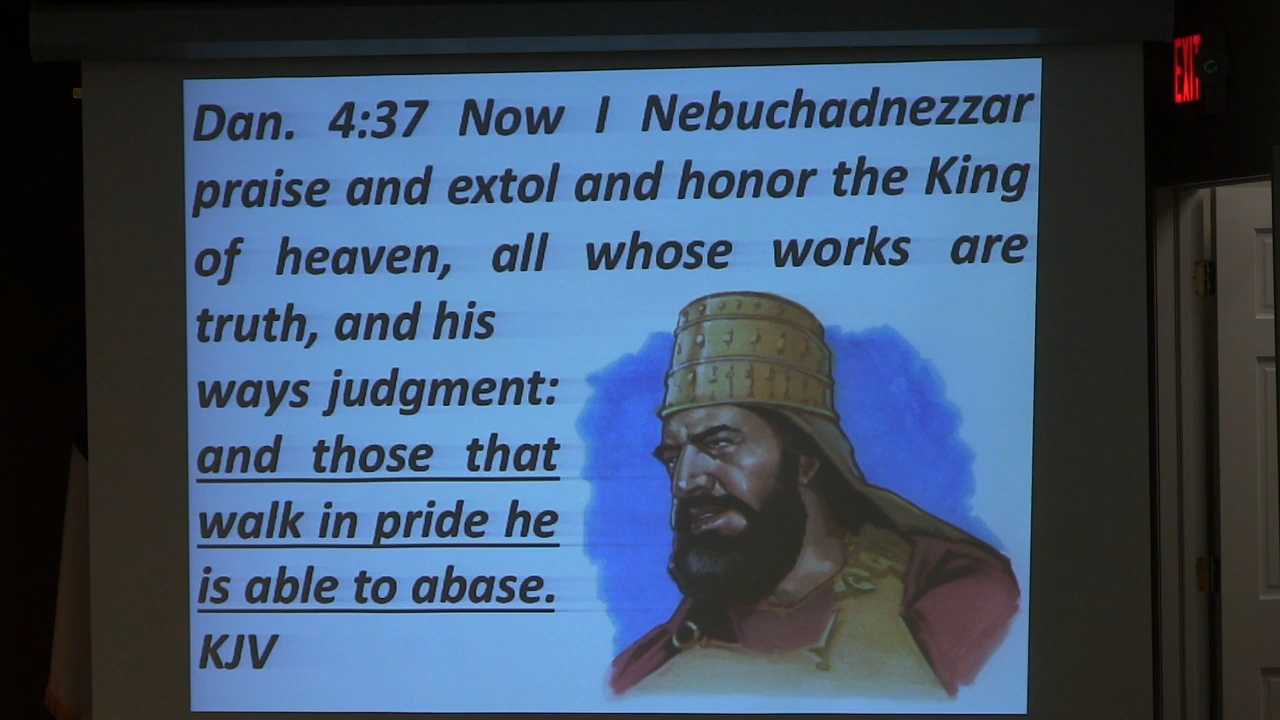 Dan. 4:37 Now I Nebuchadnezzar
praise and extol and honor the King
of heaven, all whose works are
truth, and his
ways judgment:
and those that
walk in pride he
is able to abase.
KJV
EXIT